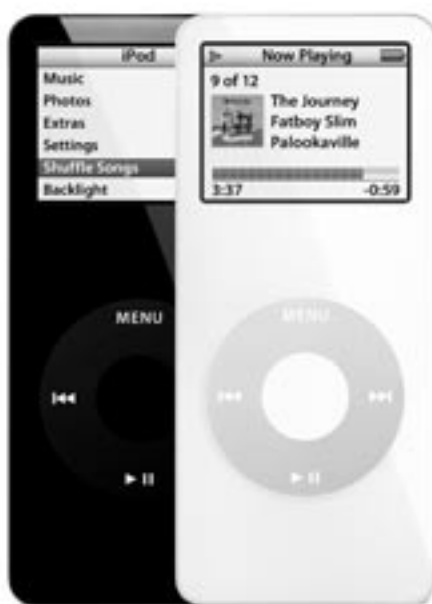 iPod
Music
Photos
Extras
Settings
Shuffle Songs
Backlight
MENU
Now Playing
9 of 12
The Journey
Fatboy Slim
Palookaville
3:37 -0:59
MENU